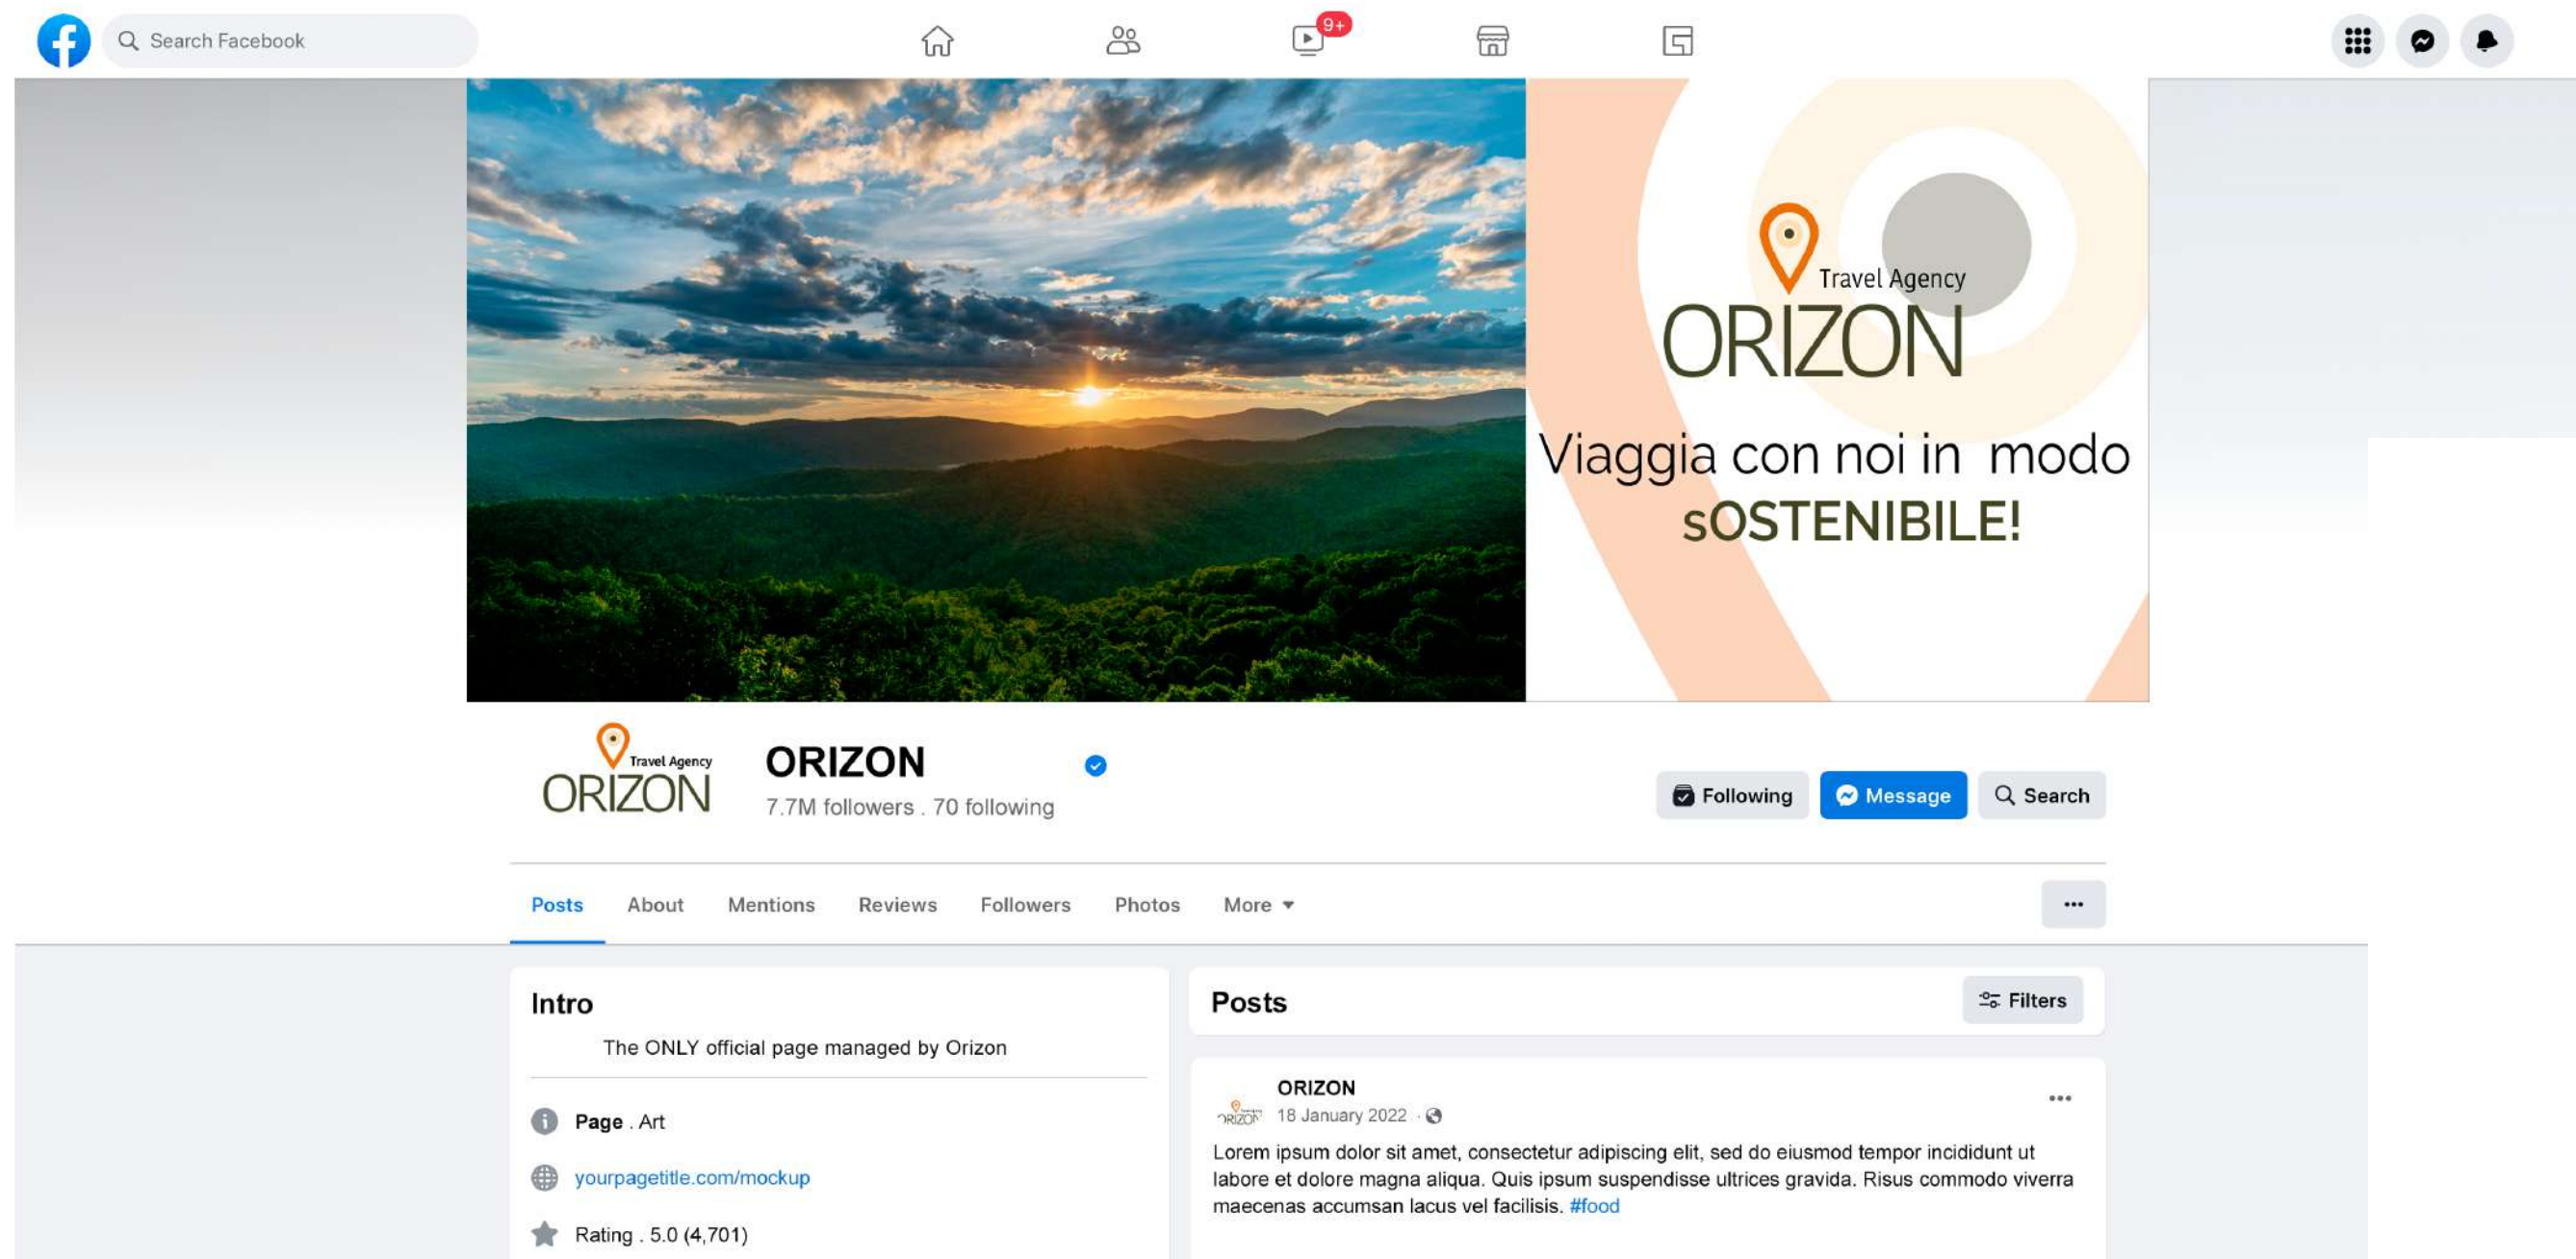 Search Facebook
9+
Travel Agency
ORIZON
Viaggia con noi in modo
sOSTENIBILE!
Travel Agency
ORIZON
ORIZON
7.7M followers . 70 following
Following
Message
Search
Posts
About
Mentions
Reviews
Followers
Photos
More
Intro
The ONLY official page managed by Orizon
Page . Art
yourpagetitle.com/mockup
Rating . 5.0 (4,701)
Posts
Filters
ORIZON
ORIZON
18 January 2022 ·
Lorem ipsum dolor sit amet, consectetur adipiscing elit, sed do eiusmod tempor incididunt ut
labore et dolore magna aliqua. Quis ipsum suspendisse ultrices gravida. Risus commodo viverra
maecenas accumsan lacus vel facilisis. #food